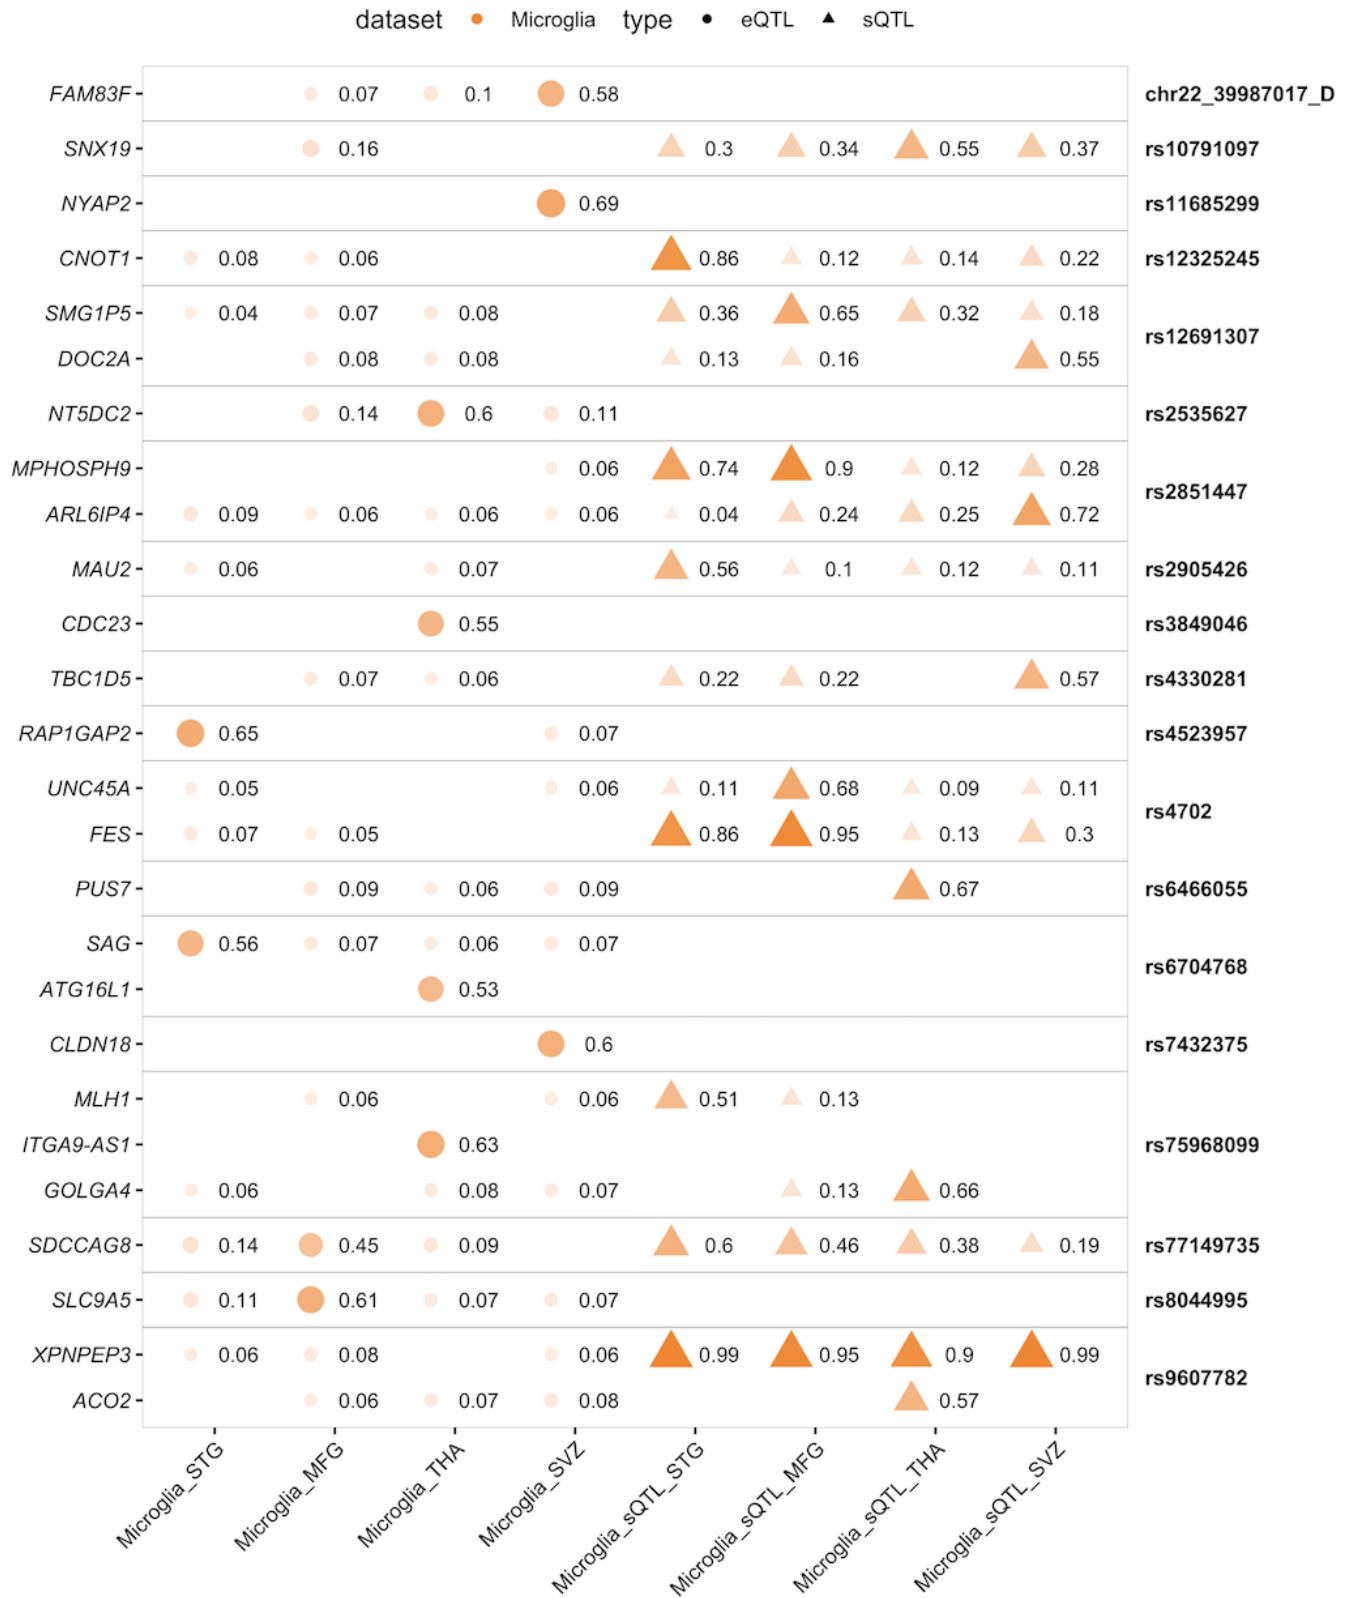 dataset Microglia type eQTL sQTL
FAM83F 0.07 0.1 0.58 chr22_39987017_D
SNX19 0.16 0.3 0.34 0.55 0.37 rs10791097
NYAP2 0.69 rs11685299
CNOT1 0.08 0.06 0.86 0.12 0.14 0.22 rs12325245
SMG1P5 0.04 0.07 0.08 0.36 0.65 0.32 0.18
rs12691307
DOC2A 0.08 0.08 0.13 0.16 0.55
NT5DC2 0.14 0.6 0.11 rs2535627
MPHOSPH9 0.06 0.74 0.9 0.12 0.28
rs2851447
ARL6IP4 0.09 0.06 0.06 0.06 0.04 0.24 0.25 0.72
MAU2 0.06 0.07 0.56 0.1 0.12 0.11 rs2905426
CDC23 0.55 rs3849046
TBC1D5 0.07 0.06 0.22 0.22 0.57 rs4330281
RAP1GAP2 0.65 0.07 rs4523957
UNC45A 0.05 0.06 0.11 0.68 0.09 0.11
rs4702
FES 0.07 0.05 0.86 0.95 0.13 0.3
PUS7 0.09 0.06 0.09 0.67 rs6466055
SAG 0.56 0.07 0.06 0.07
rs6704768
ATG16L1 0.53
CLDN18 0.6 rs7432375
MLH1 0.06 0.06 0.51 0.13
ITGA9-AS1 0.63 rs75968099
GOLGA4 0.06 0.08 0.07 0.13 0.66
SDCCAG8 0.14 0.45 0.09 0.6 0.46 0.38 0.19 rs77149735
SLC9A5 0.11 0.61 0.07 0.07 rs8044995
XPNPEP3 0.06 0.08 0.06 0.99 0.95 0.9 0.99
rs9607782
ACO2 0.06 0.07 0.08 0.57
Microglia_STG
Microglia_MFG
Microglia_THA
Microglia_SVZ
Microglia_sQTL_STG
Microglia_sQTL_MFG
Microglia_sQTL_THA
Microglia_sQTL_SVZ